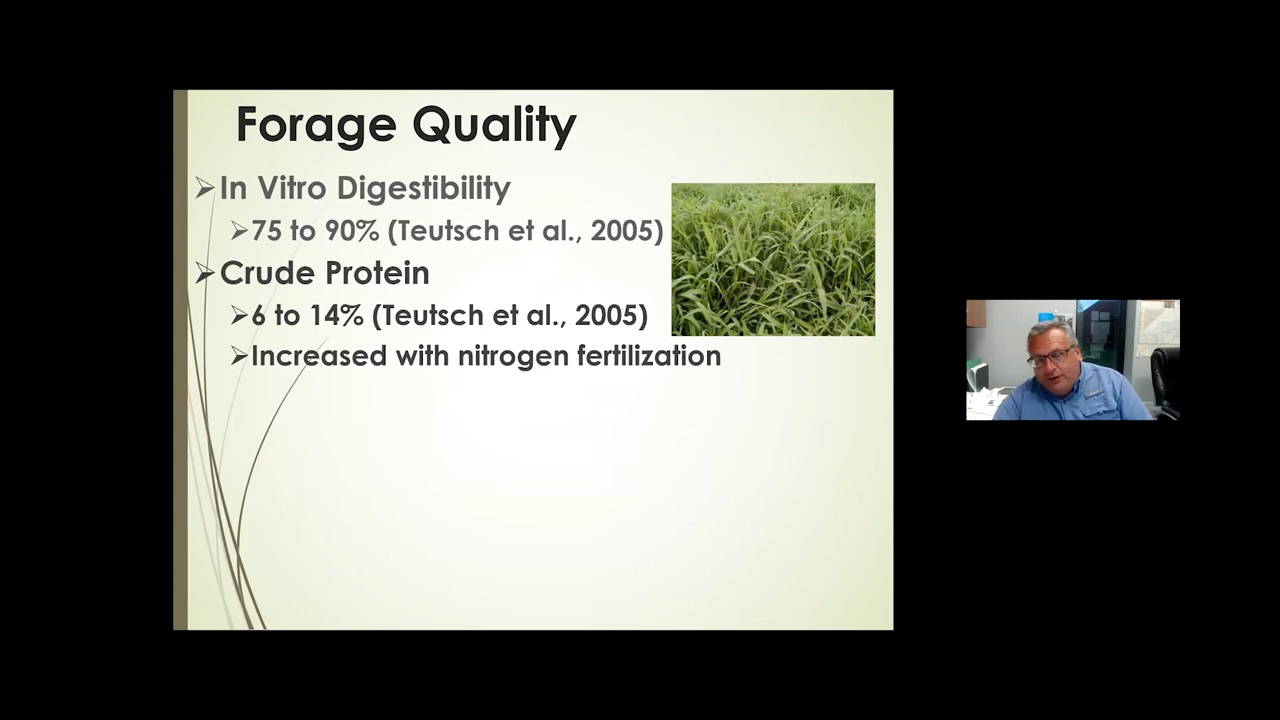 Forage Quality
In Vitro Digestibility
75 to 90% (Teutsch et al., 2005)
Crude Protein
6 to 14% (Teutsch et al., 2005)
Increased with nitrogen fertilization